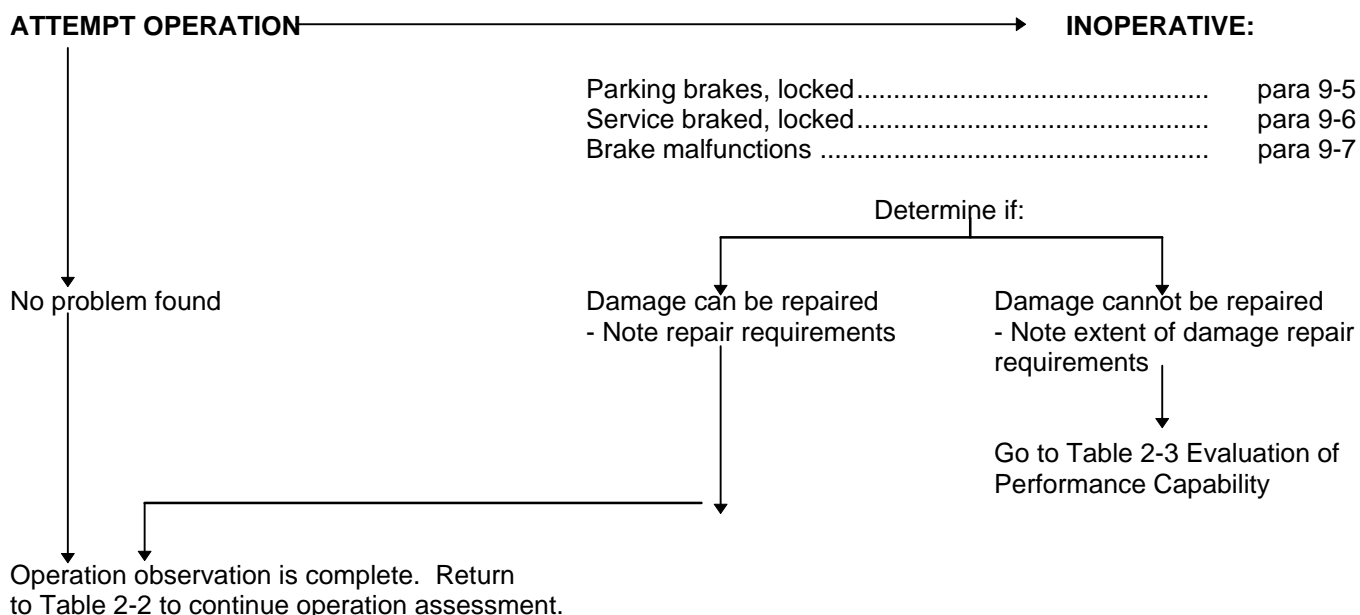 ATTEMPT OPERATION INOPERATIVE:
Parking brakes, locked................................................ para 9-5
Service braked, locked................................................ para 9-6
Brake malfunctions ..................................................... para 9-7
Determine if:
No problem found
Damage can be repaired
- Note repair requirements
Damage cannot be repaired
- Note extent of damage repair
requirements
Go to Table 2-3 Evaluation of
Performance Capability
Operation observation is complete.  Return
to Table 2-2 to continue operation assessment.